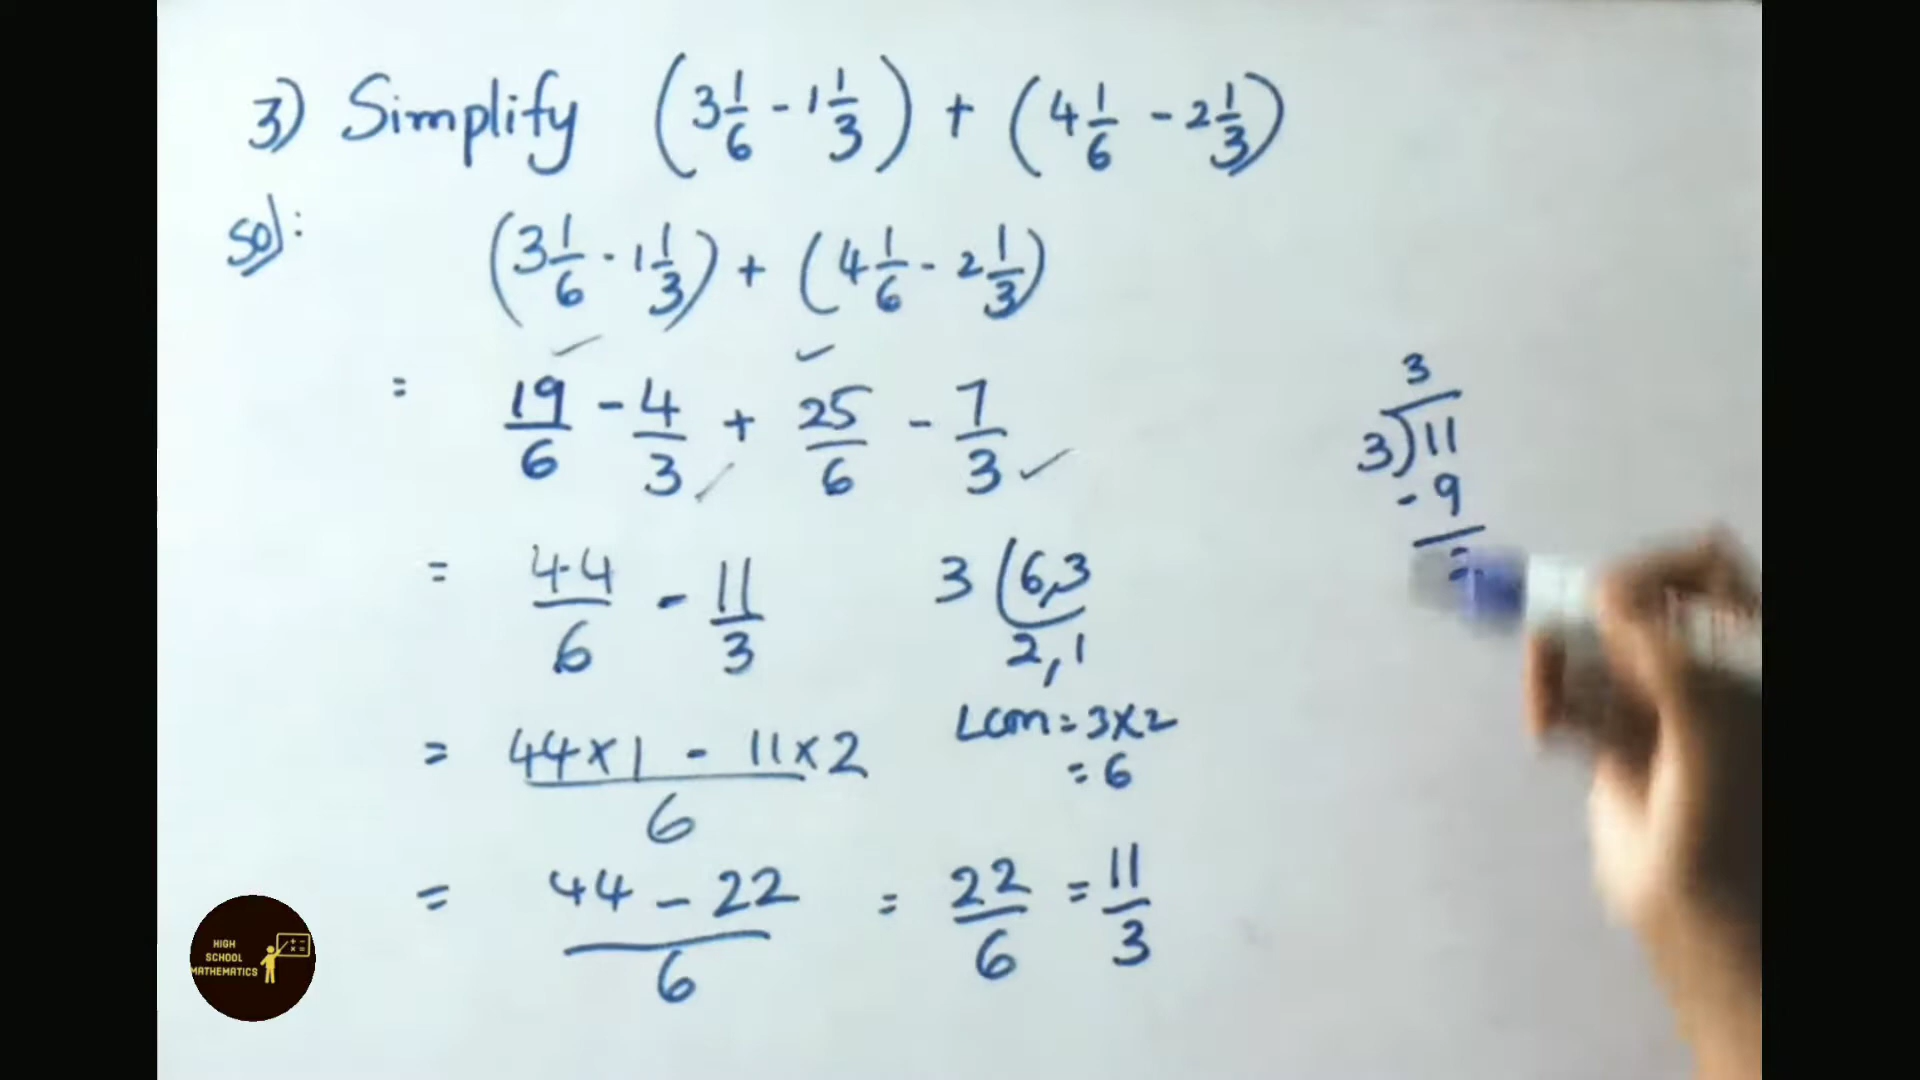 3) Simplify (3 1/6 - 1 1/3) + (4 1/6 - 2 1/3)
Sol:
(3 1/6 - 1 1/3) + (4 1/6 - 2 1/3)
= 19/6 - 4/3 + 25/6 - 7/3
= 44/6 - 11/3
3 (6,3
2,1
= 44×1 - 11×2 / 6
LCM = 3×2
= 6
= 44 - 22 / 6 = 22/6 = 11/3
3
3)11
- 9
HIGH
SCHOOL
MATHEMATICS